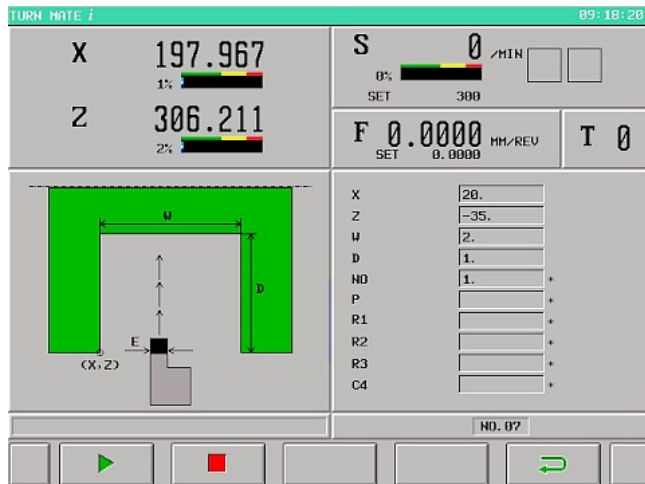 TURN MATE i 09:18:20
X 197.967
1%
Z 306.211
2%
S 0 /MIN
0%
SET 300
F 0.0000 MM/REV
SET 0.0000
T 0
W
D
E
(X,Z)
X 20.
Z -35.
W 2.
D 1.
NO 1. *
P *
R1 *
R2 *
R3 *
C4 *
NO. 07